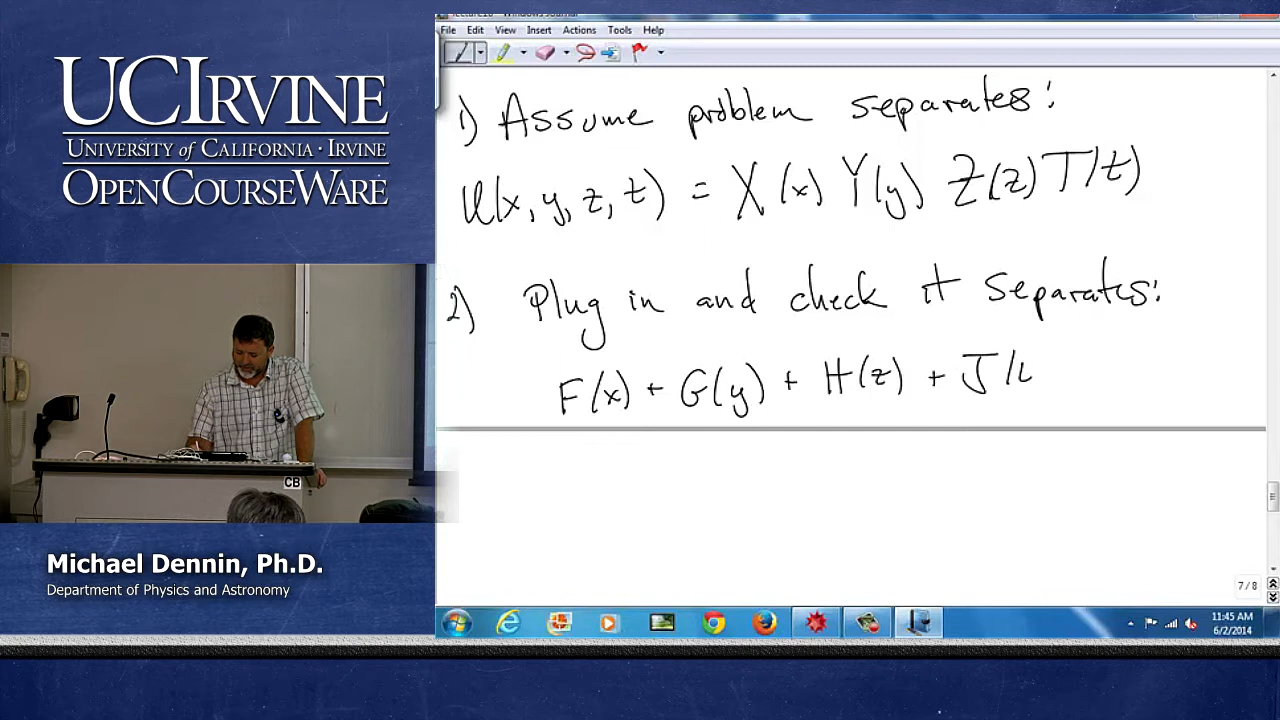 UCIRVINE
UNIVERSITY of CALIFORNIA · IRVINE
OPENCOURSEWARE
File Edit View Insert Actions Tools Help
1) Assume problem separates:
U(x, y, z, t) = X(x) Y(y) Z(z) T(t)
2) Plug in and check it separates:
F(x) + G(y) + H(z) + J(
7 / 8
CB
Michael Dennin, Ph.D.
Department of Physics and Astronomy
11:45 AM
6/2/2014